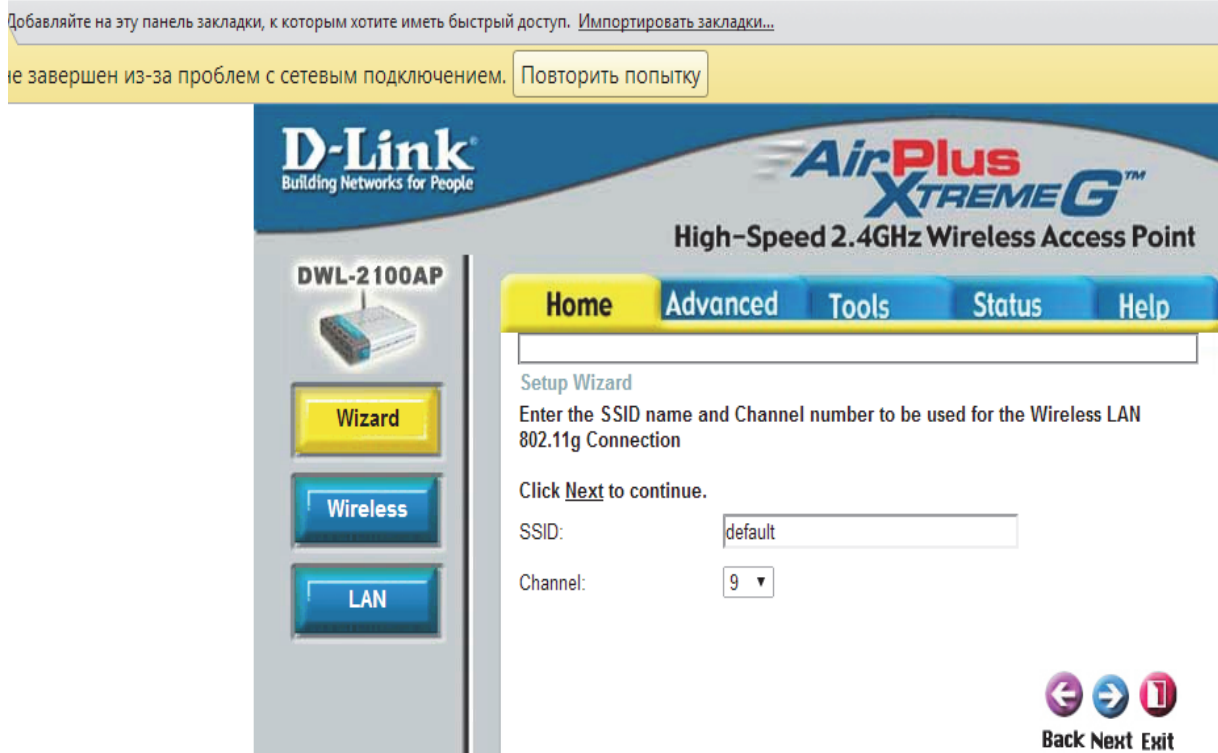 Добавляйте на эту панель закладки, к которым хотите иметь быстрый доступ. Импортировать закладки...
не завершен из-за проблем с сетевым подключением. Повторить попытку
D-Link
Building Networks for People
AirPlus
XTREME G™
High-Speed 2.4GHz Wireless Access Point
DWL-2100AP
Home Advanced Tools Status Help
Setup Wizard
Wizard
Enter the SSID name and Channel number to be used for the Wireless LAN
802.11g Connection
Wireless
Click Next to continue.
SSID: default
Channel: 9
LAN
Back Next Exit